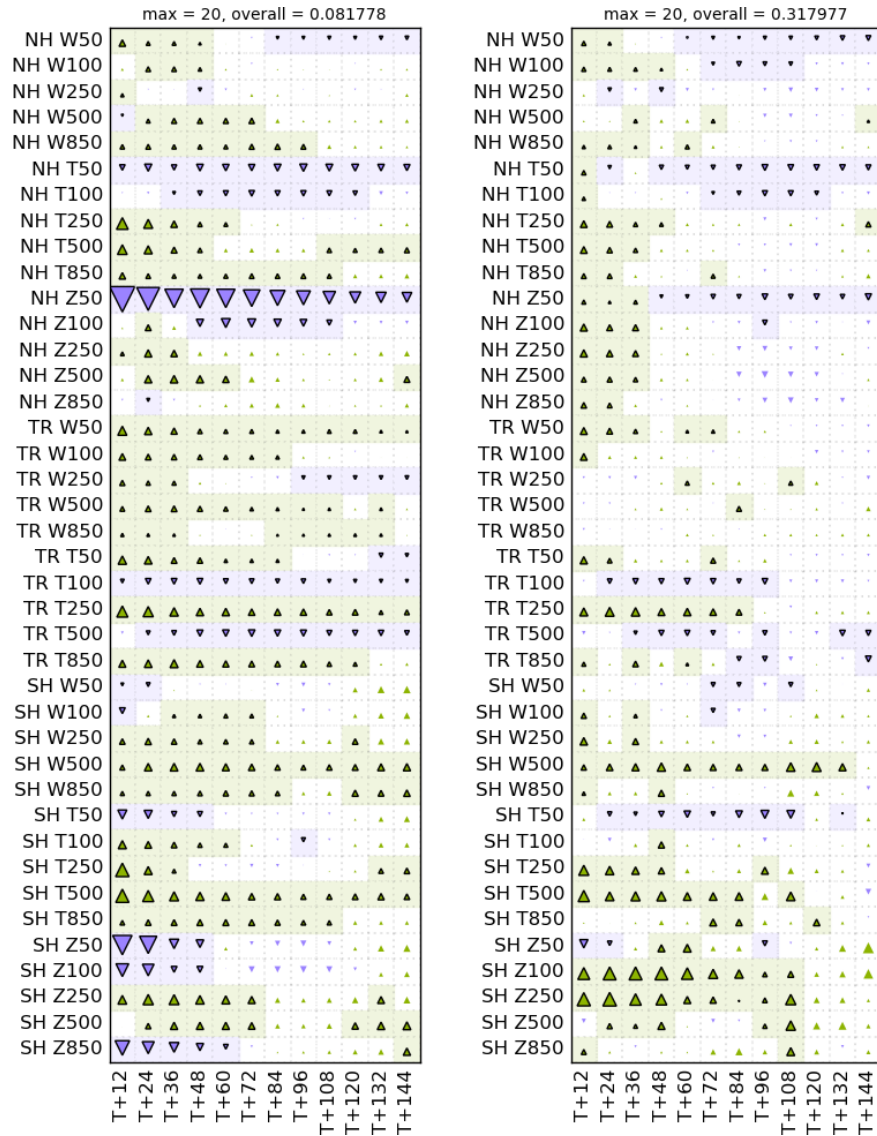 max = 20, overall = 0.081778
NH W50
NH W100
NH W250
NH W500
NH W850
NH T50
NH T100
NH T250
NH T500
NH T850
NH Z50
NH Z100
NH Z250
NH Z500
NH Z850
TR W50
TR W100
TR W250
TR W500
TR W850
TR T50
TR T100
TR T250
TR T500
TR T850
SH W50
SH W100
SH W250
SH W500
SH W850
SH T50
SH T100
SH T250
SH T500
SH T850
SH Z50
SH Z100
SH Z250
SH Z500
SH Z850
T+12
T+24
T+36
T+48
T+60
T+72
T+84
T+96
T+108
T+120
T+132
T+144
max = 20, overall = 0.317977
NH W50
NH W100
NH W250
NH W500
NH W850
NH T50
NH T100
NH T250
NH T500
NH T850
NH Z50
NH Z100
NH Z250
NH Z500
NH Z850
TR W50
TR W100
TR W250
TR W500
TR W850
TR T50
TR T100
TR T250
TR T500
TR T850
SH W50
SH W100
SH W250
SH W500
SH W850
SH T50
SH T100
SH T250
SH T500
SH T850
SH Z50
SH Z100
SH Z250
SH Z500
SH Z850
T+12
T+24
T+36
T+48
T+60
T+72
T+84
T+96
T+108
T+120
T+132
T+144